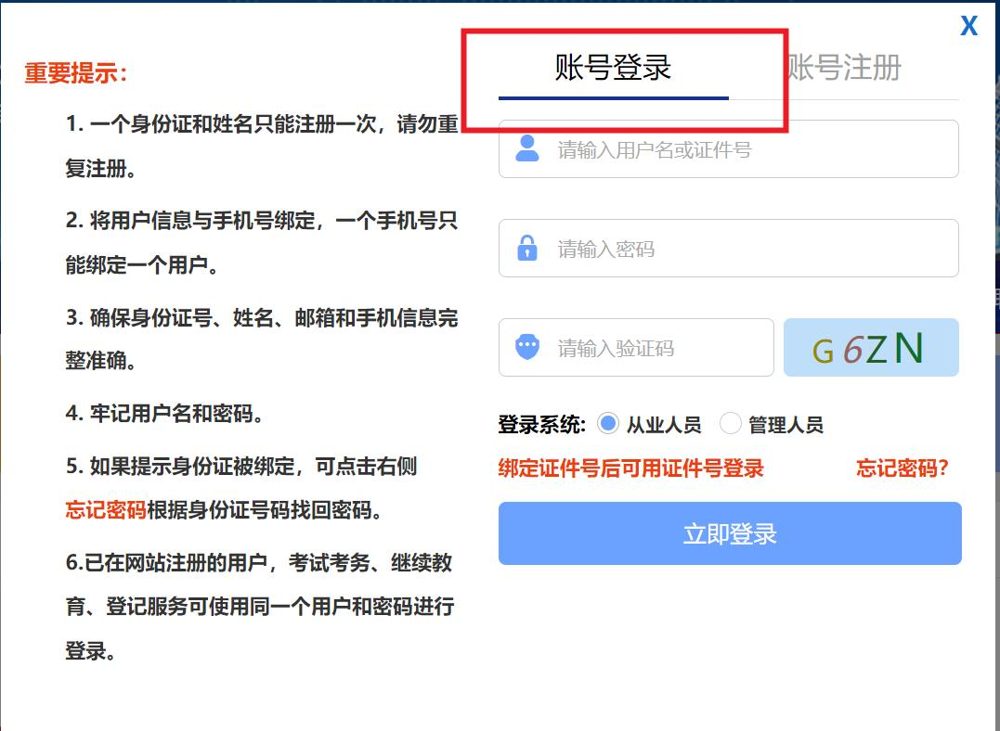 X
重要提示：
1. 一个身份证和姓名只能注册一次，请勿重
复注册。
2. 将用户信息与手机号绑定，一个手机号只
能绑定一个用户。
3. 确保身份证号、姓名、邮箱和手机信息完
整准确。
4. 牢记用户名和密码。
5. 如果提示身份证被绑定，可点击右侧
忘记密码根据身份证号码找回密码。
6.已在网站注册的用户，考试考务、继续教
育、登记服务可使用同一个用户和密码进行
登录。
账号登录 账号注册
请输入用户名或证件号
请输入密码
请输入验证码 G6ZN
登录系统: 从业人员 管理人员
绑定证件号后可用证件号登录 忘记密码?
立即登录